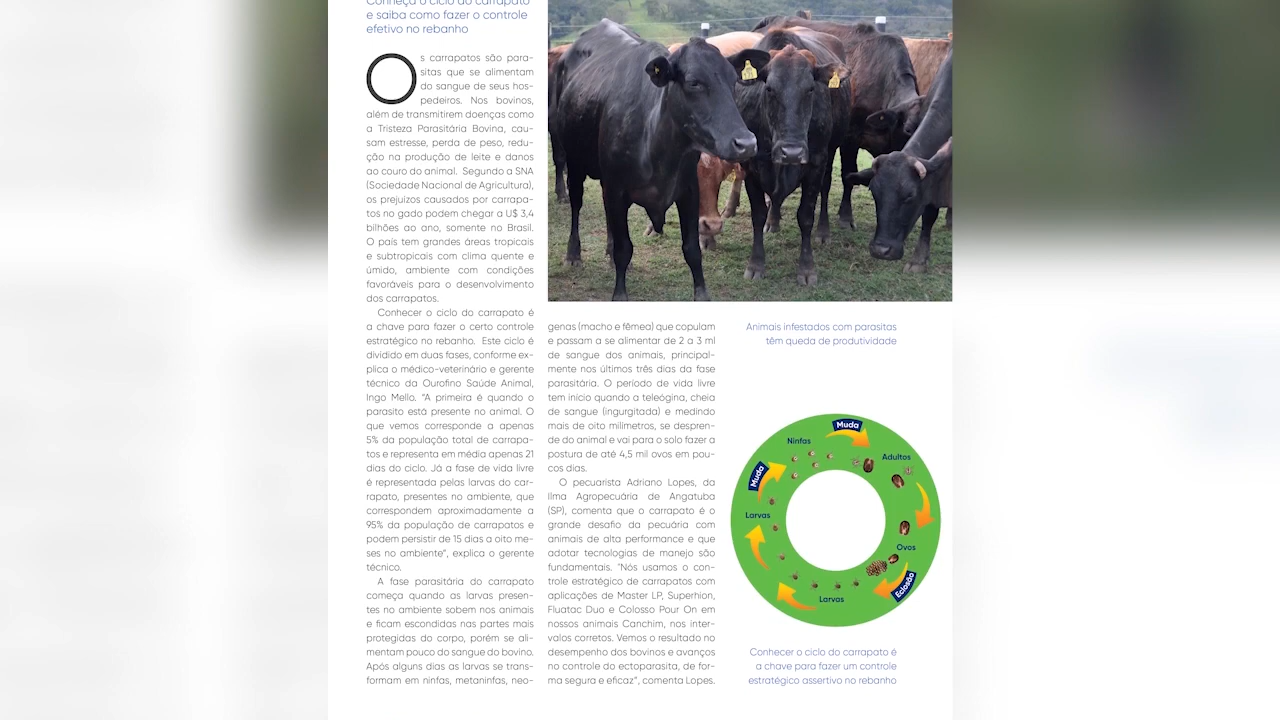 Conheça o ciclo do carrapato
e saiba como fazer o controle
efetivo no rebanho
Os carrapatos são para-
sitas que se alimentam
do sangue de seus hos-
pedeiros. Nos bovinos,
além de transmitirem doenças como
a Tristeza Parasitária Bovina, cau-
sam estresse, perda de peso, redu-
ção na produção de leite e danos
ao couro do animal. Segundo a SNA
(Sociedade Nacional de Agricultura),
os prejuízos causados por carrapa-
tos no gado podem chegar a U$ 3,4
bilhões ao ano, somente no Brasil.
O país tem grandes áreas tropicais
e subtropicais com clima quente e
úmido, ambiente com condições
favoráveis para o desenvolvimento
dos carrapatos.
Conhecer o ciclo do carrapato é
a chave para fazer o certo controle
estratégico no rebanho. Este ciclo é
dividido em duas fases, conforme ex-
plica o médico-veterinário e gerente
técnico da Ourofino Saúde Animal,
Ingo Mello. "A primeira é quando o
parasito está presente no animal. O
que vemos corresponde a apenas
5% da população total de carrapa-
tos e representa em média apenas 21
dias do ciclo. Já a fase de vida livre
é representada pelas larvas do car-
rapato, presentes no ambiente, que
correspondem aproximadamente a
95% da população de carrapatos e
podem persistir de 15 dias a oito me-
ses no ambiente", explica o gerente
técnico.
A fase parasitária do carrapato
começa quando as larvas presen-
tes no ambiente sobem nos animais
e ficam escondidas nas partes mais
protegidas do corpo, porém se ali-
mentam pouco do sangue do bovino.
Após alguns dias as larvas se trans-
formam em ninfas, metaninfas, neo-
genas (macho e fêmea) que copulam
e passam a se alimentar de 2 a 3 ml
de sangue dos animais, principal-
mente nos últimos três dias da fase
parasitária. O período de vida livre
tem início quando a teleógina, cheia
de sangue (ingurgitada) e medindo
mais de oito milímetros, se despren-
de do animal e vai para o solo fazer a
postura de até 4,5 mil ovos em pou-
cos dias.
O pecuarista Adriano Lopes, da
Ilma Agropecuária de Angatuba
(SP), comenta que o carrapato é o
grande desafio da pecuária com
animais de alta performance e que
adotar tecnologias de manejo são
fundamentais. "Nós usamos o con-
trole estratégico de carrapatos com
aplicações de Master LP, Superhion,
Fluatac Duo e Colosso Pour On em
nossos animais Canchim, nos inter-
valos corretos. Vemos o resultado no
desempenho dos bovinos e avanços
no controle do ectoparasita, de for-
ma segura e eficaz", comenta Lopes.
Animais infestados com parasitas
têm queda de produtividade
Muda
Ninfas
Adultos
Muda
Larvas
Ovos
Eclosão
Larvas
Conhecer o ciclo do carrapato é
a chave para fazer um controle
estratégico assertivo no rebanho